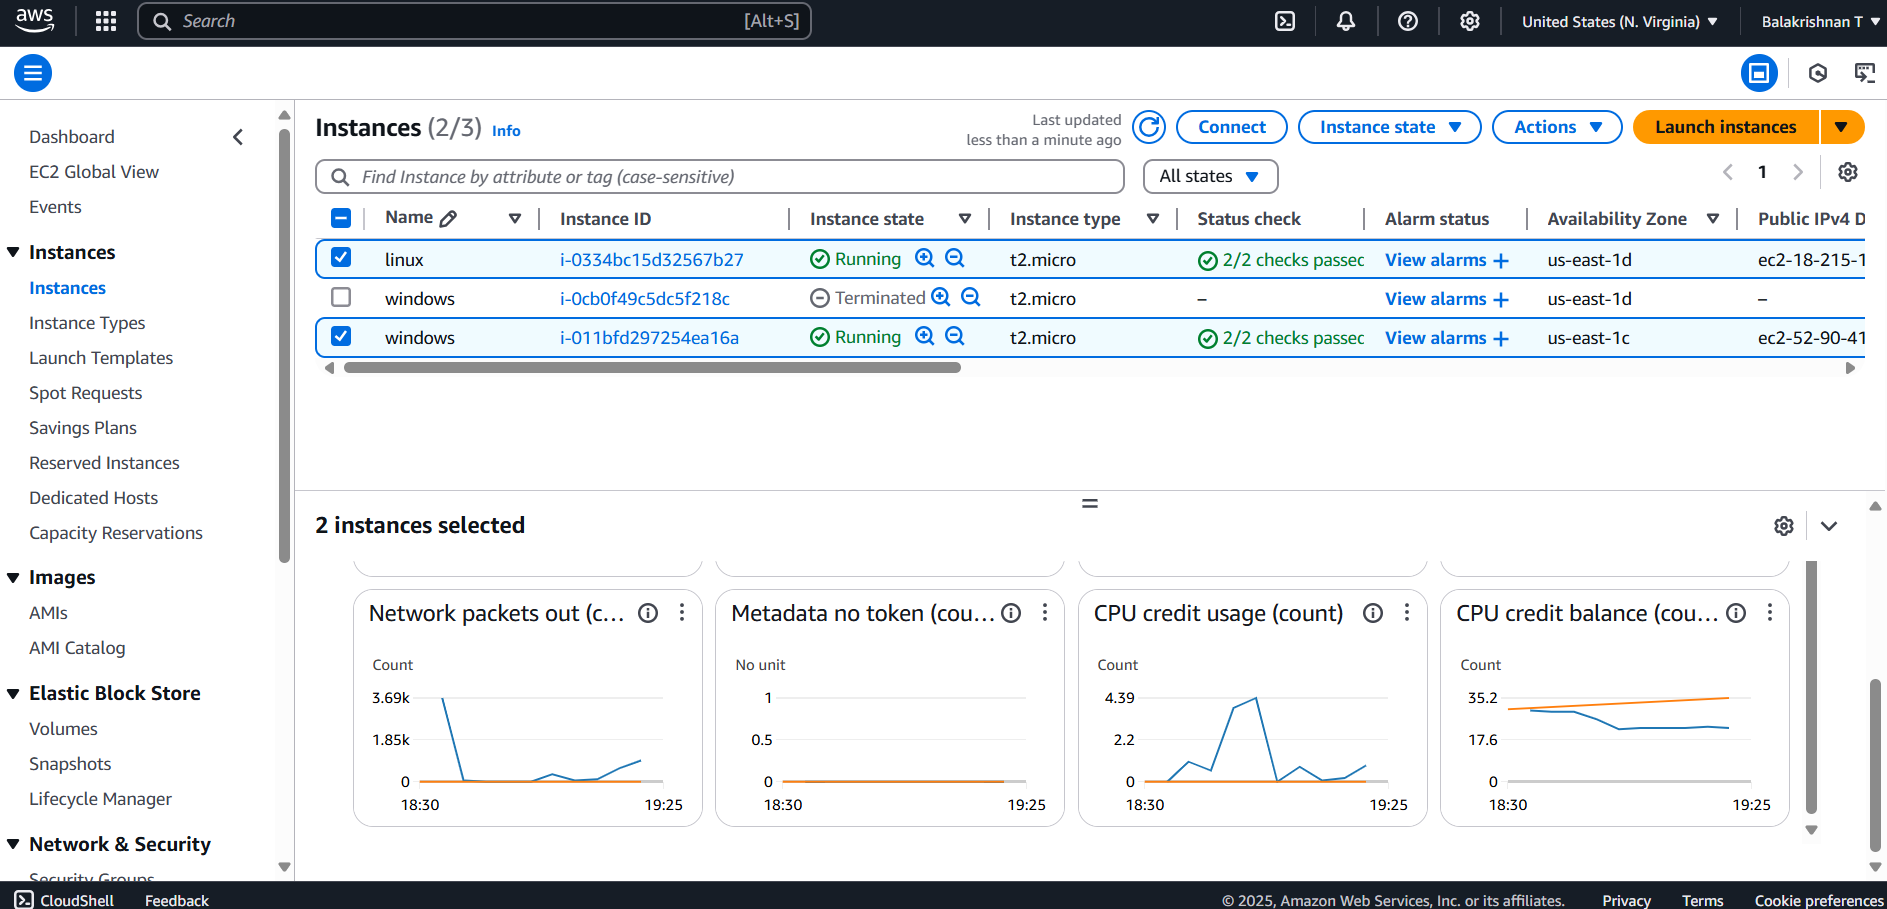 aws
Search [Alt+S]
United States (N. Virginia) Balakrishnan T
Dashboard
EC2 Global View
Events
Instances
Instances
Instance Types
Launch Templates
Spot Requests
Savings Plans
Reserved Instances
Dedicated Hosts
Capacity Reservations
Images
AMIs
AMI Catalog
Elastic Block Store
Volumes
Snapshots
Lifecycle Manager
Network & Security
Security Groups
Instances (2/3) Info
Last updated
less than a minute ago
Connect
Instance state
Actions
Launch instances
Find Instance by attribute or tag (case-sensitive)
All states
1
Name Instance ID Instance state Instance type Status check Alarm status Availability Zone Public IPv4 D
linux i-0334bc15d32567b27 Running t2.micro 2/2 checks passed View alarms + us-east-1d ec2-18-215-1
windows i-0cb0f49c5dc5f218c Terminated t2.micro – View alarms + us-east-1d –
windows i-011bfd297254ea16a Running t2.micro 2/2 checks passed View alarms + us-east-1c ec2-52-90-41
2 instances selected
Network packets out (c...
Count
3.69k
1.85k
0
18:30 19:25
Metadata no token (cou...
No unit
1
0.5
0
18:30 19:25
CPU credit usage (count)
Count
4.39
2.2
0
18:30 19:25
CPU credit balance (cou...
Count
35.2
17.6
0
18:30 19:25
CloudShell Feedback
© 2025, Amazon Web Services, Inc. or its affiliates. Privacy Terms Cookie preferences